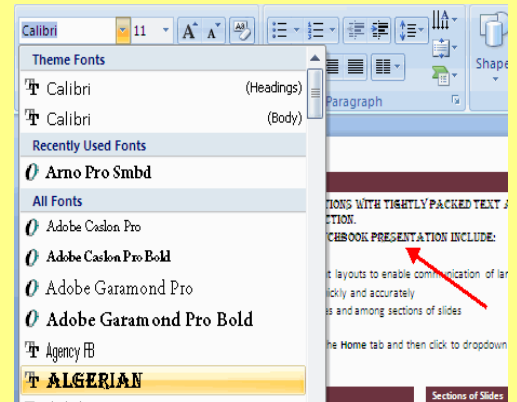 Calibri 11 A A
Shape
Paragraph
Theme Fonts
Calibri (Headings)
Calibri (Body)
Recently Used Fonts
Arno Pro Smbd
All Fonts
Adobe Caslon Pro
Adobe Caslon Pro Bold
Adobe Garamond Pro
Adobe Garamond Pro Bold
Agency FB
ALGERIAN
IONS WITH TIGHTLY PACKED TEXT A
CTION.
TCHBOOK PRESENTATION INCLUDE:
t layouts to enable communication of lar
ickly and accurately
s and among sections of slides
he Home tab and then click to dropdown
Sections of Slides